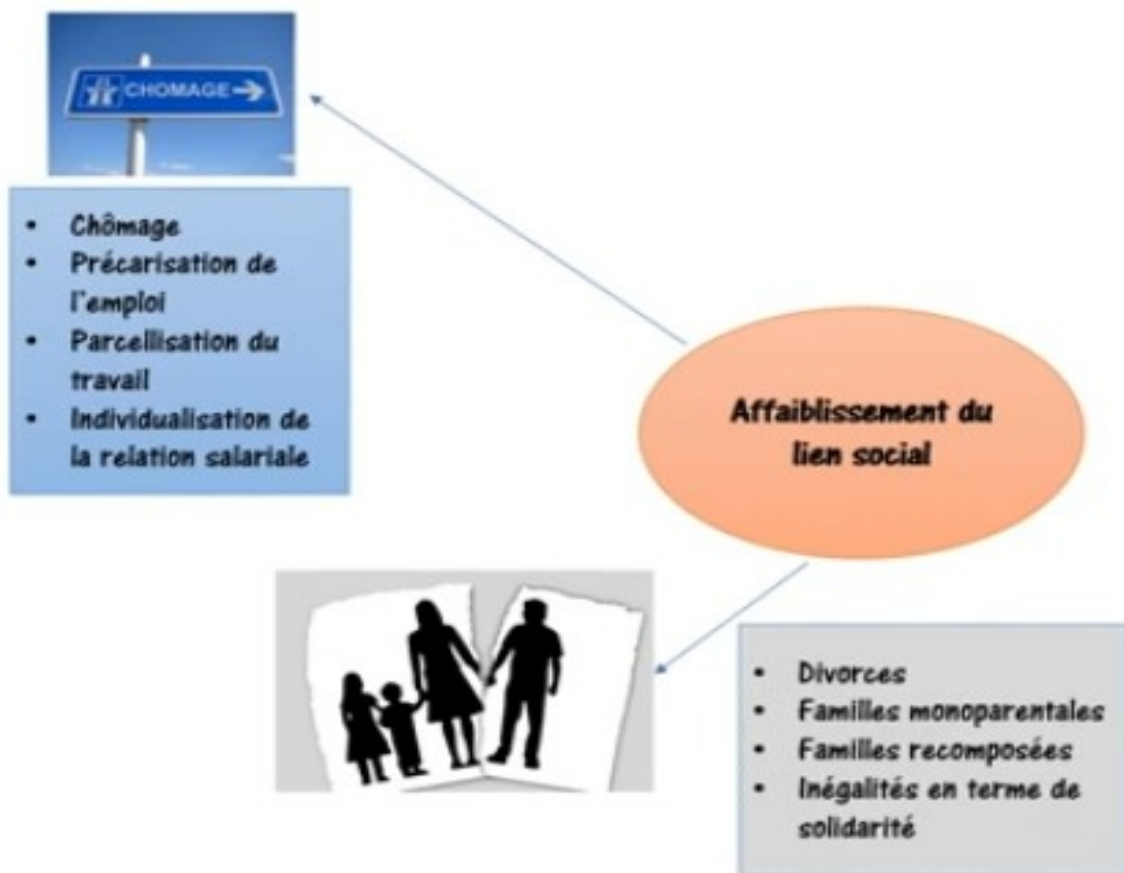 CHOMAGE
• Chômage
• Précarisation de
l'emploi
• Parcellisation du
travail
• Individualisation de
la relation salariale
Affaiblissement du
lien social
• Divorces
• Familles monoparentales
• Familles recomposées
• Inégalités en terme de
solidarité